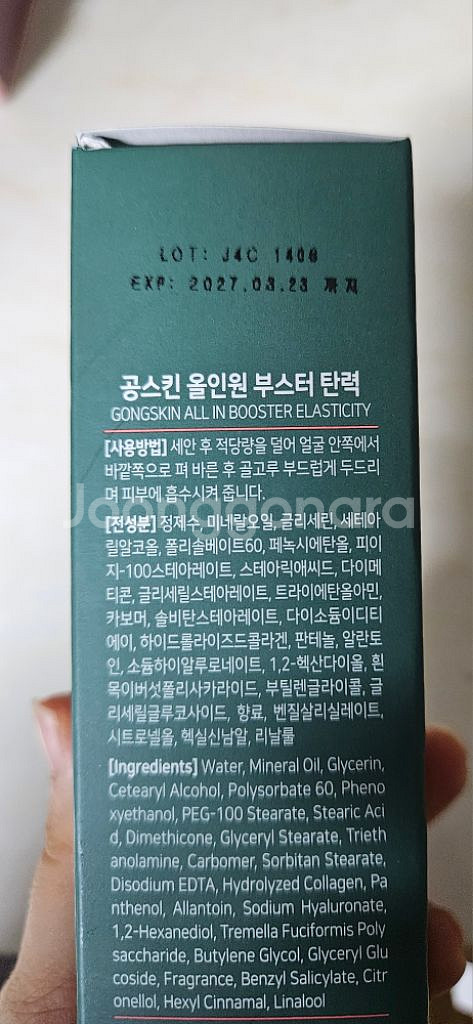 LOT: J4C 1406
EXP: 2027.03.23 까지
공스킨 올인원 부스터 탄력
GONGSKIN ALL IN BOOSTER ELASTICITY
[사용방법] 세안 후 적당량을 덜어 얼굴 안쪽에서
바깥쪽으로 펴 바른 후 골고루 부드럽게 두드리
며 피부에 흡수시켜 줍니다.
Joonggonara
[전성분] 정제수, 미네랄오일, 글리세린, 세테아
릴알코올, 폴리솔베이트60, 페녹시에탄올, 피이
지-100스테아레이트, 스테아릭애씨드, 다이메
티콘, 글리세릴스테아레이트, 트라이에탄올아민,
카보머, 솔비탄스테아레이트, 다이소듐이디티
에이, 하이드롤라이즈드콜라겐, 판테놀, 알란토
인, 소듐하이알루로네이트, 1,2-헥산다이올, 흰
목이버섯폴리사카라이드, 부틸렌글라이콜, 글
리세릴글루코사이드, 향료, 벤질살리실레이트,
시트로넬올, 헥실신남알, 리날룰
[Ingredients] Water, Mineral Oil, Glycerin,
Cetearyl Alcohol, Polysorbate 60, Pheno
xyethanol, PEG-100 Stearate, Stearic Aci
d, Dimethicone, Glyceryl Stearate, Trieth
anolamine, Carbomer, Sorbitan Stearate,
Disodium EDTA, Hydrolyzed Collagen, Pa
nthenol, Allantoin, Sodium Hyaluronate,
1,2-Hexanediol, Tremella Fuciformis Poly
saccharide, Butylene Glycol, Glyceryl Glu
coside, Fragrance, Benzyl Salicylate, Citr
onellol, Hexyl Cinnamal, Linalool